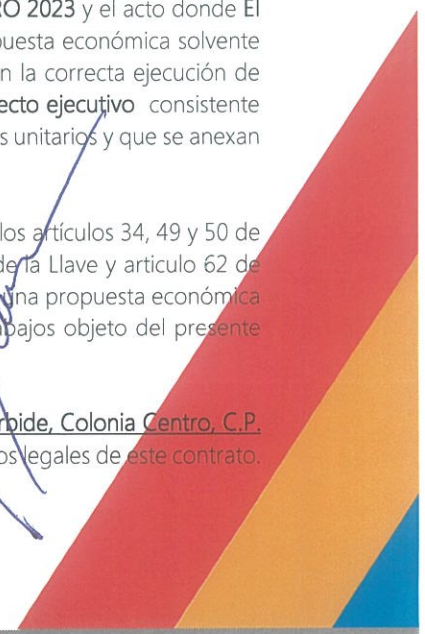 RO 2023 y el acto donde El
puesta económica solvente
n la correcta ejecución de
ecto ejecutivo consistente
s unitarios y que se anexan
los artículos 34, 49 y 50 de
de la Llave y articulo 62 de
una propuesta económica
abajos objeto del presente
rbide, Colonia Centro, C.P.
os legales de este contrato.